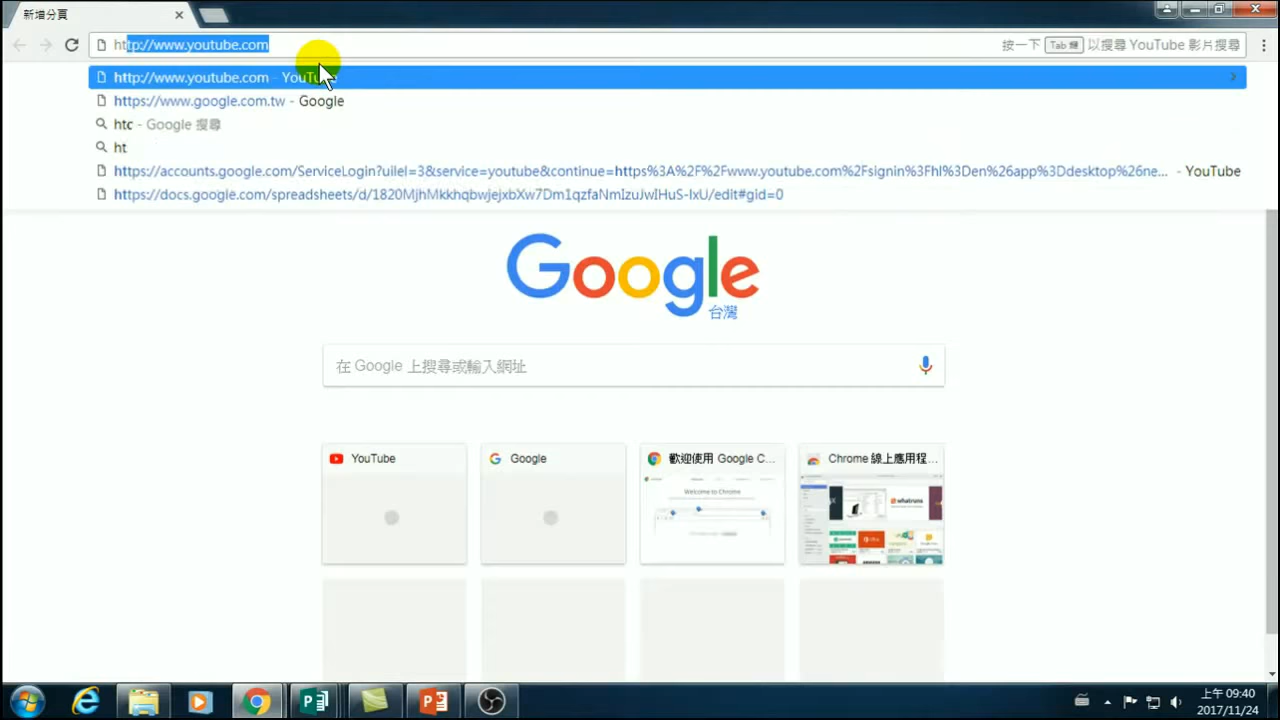 新增分頁
http://www.youtube.com
按一下 Tab 鍵 以搜尋 YouTube 影片搜尋
http://www.youtube.com - YouTube
https://www.google.com.tw - Google
htc - Google 搜尋
ht
https://accounts.google.com/ServiceLogin?uilel=3&service=youtube&continue=https%3A%2F%2Fwww.youtube.com%2Fsignin%3Fhl%3Den%26app%3Ddesktop%26ne... - YouTube
https://docs.google.com/spreadsheets/d/1820MjhMkkhqbwjejxbXw7Dm1qzfaNmIzuJwIHuS-IxU/edit#gid=0
Google
台灣
在 Google 上搜尋或輸入網址
YouTube
Google
歡迎使用 Google C...
Chrome 線上應用程...
Welcome to Chrome
whatruns
上午 09:40
2017/11/24